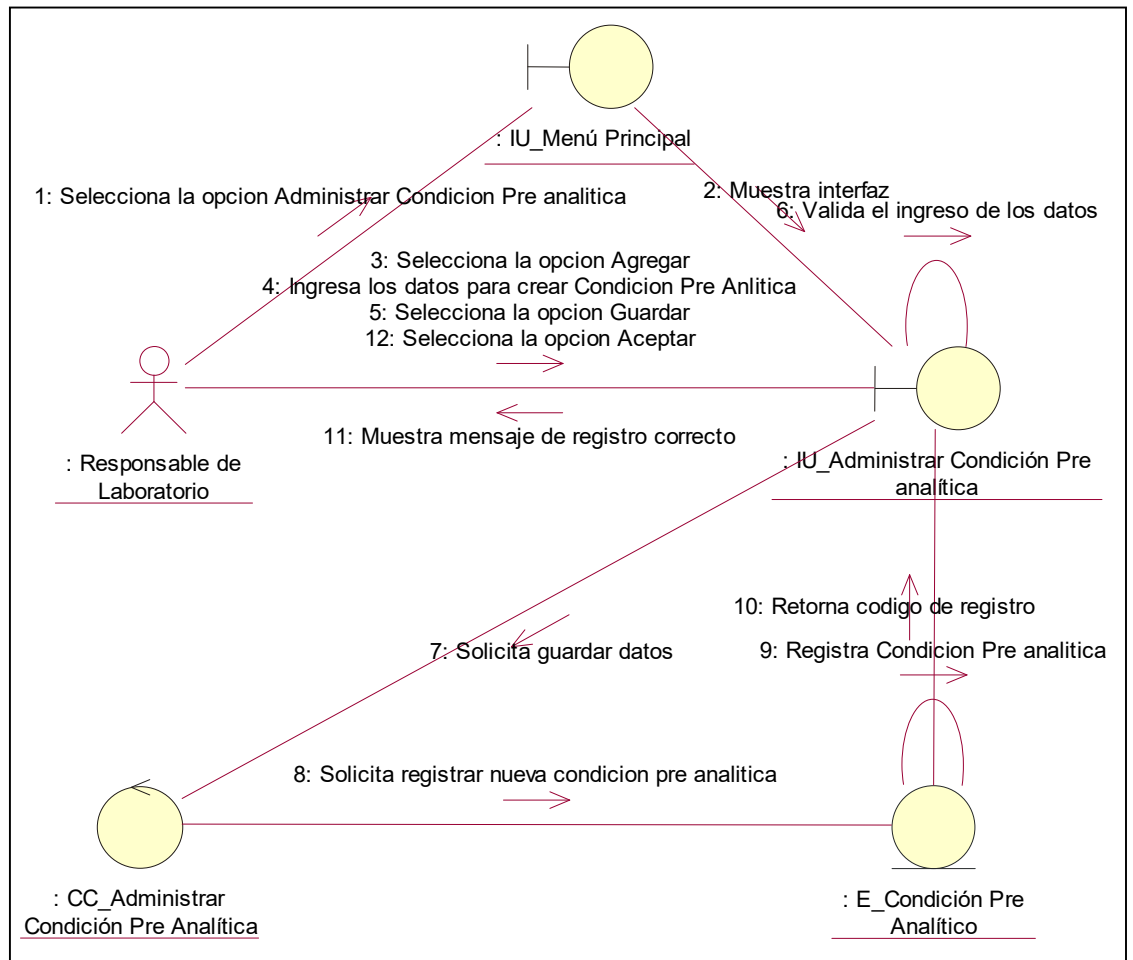 : IU_Menú Principal
1: Selecciona la opcion Administrar Condicion Pre analitica
2: Muestra interfaz
6: Valida el ingreso de los datos
3: Selecciona la opcion Agregar
4: Ingresa los datos para crear Condicion Pre Anlitica
5: Selecciona la opcion Guardar
12: Selecciona la opcion Aceptar
11: Muestra mensaje de registro correcto
: Responsable de
Laboratorio
: IU_Administrar Condición Pre
analítica
10: Retorna codigo de registro
9: Registra Condicion Pre analitica
7: Solicita guardar datos
8: Solicita registrar nueva condicion pre analitica
: CC_Administrar
Condición Pre Analítica
: E_Condición Pre
Analítico